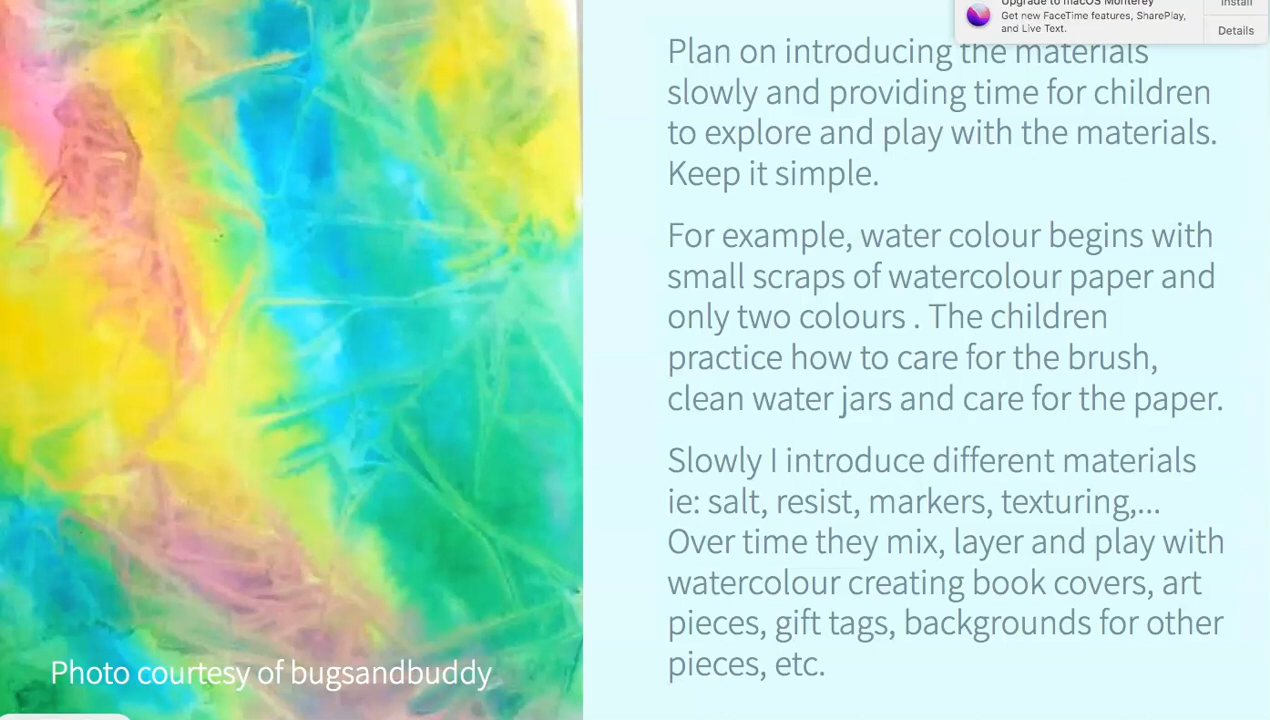 Upgrade to macOS Monterey
Get new FaceTime features, SharePlay,
and Live Text.
Install
Details
Plan on introducing the materials
slowly and providing time for children
to explore and play with the materials.
Keep it simple.
For example, water colour begins with
small scraps of watercolour paper and
only two colours . The children
practice how to care for the brush,
clean water jars and care for the paper.
Slowly I introduce different materials
ie: salt, resist, markers, texturing,...
Over time they mix, layer and play with
watercolour creating book covers, art
pieces, gift tags, backgrounds for other
pieces, etc.
Photo courtesy of bugsandbuddy